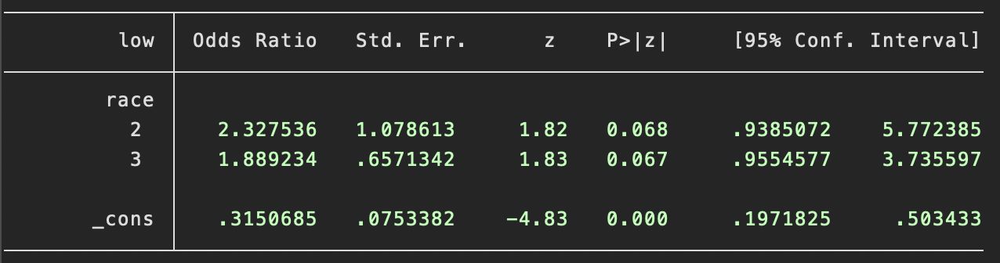 low Odds Ratio Std. Err. z P>|z| [95% Conf. Interval]
race
2 2.327536 1.078613 1.82 0.068 .9385072 5.772385
3 1.889234 .6571342 1.83 0.067 .9554577 3.735597
_cons .3150685 .0753382 −4.83 0.000 .1971825 .503433